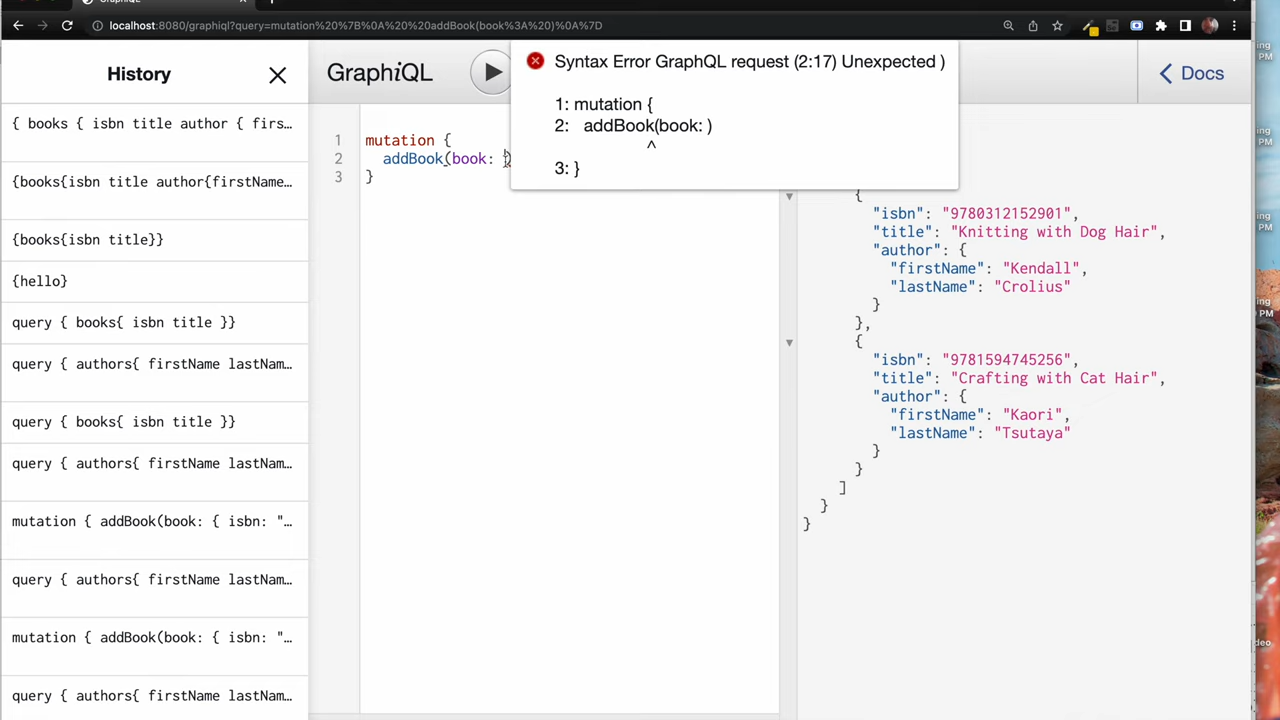 localhost:8080/graphiql?query=mutation%20%7B%0A%20%20addBook(book%3A%20)%0A%7D
History
{ books { isbn title author { firs…
{books{isbn title author{firstName…
{books{isbn title}}
{hello}
query { books{ isbn title }}
query { authors{ firstName lastNam…
query { books{ isbn title }}
query { authors{ firstName lastNam…
mutation { addBook(book: { isbn: "…
query { authors{ firstName lastNam…
mutation { addBook(book: { isbn: "…
query { authors{ firstName lastNam…
GraphiQL
Docs
1 mutation {
2 addBook(book: )
3 }
Syntax Error GraphQL request (2:17) Unexpected )
1: mutation {
2: addBook(book: )
^
3: }
{
"isbn": "9780312152901",
"title": "Knitting with Dog Hair",
"author": {
"firstName": "Kendall",
"lastName": "Crolius"
}
},
{
"isbn": "9781594745256",
"title": "Crafting with Cat Hair",
"author": {
"firstName": "Kaori",
"lastName": "Tsutaya"
}
}
]
}
}